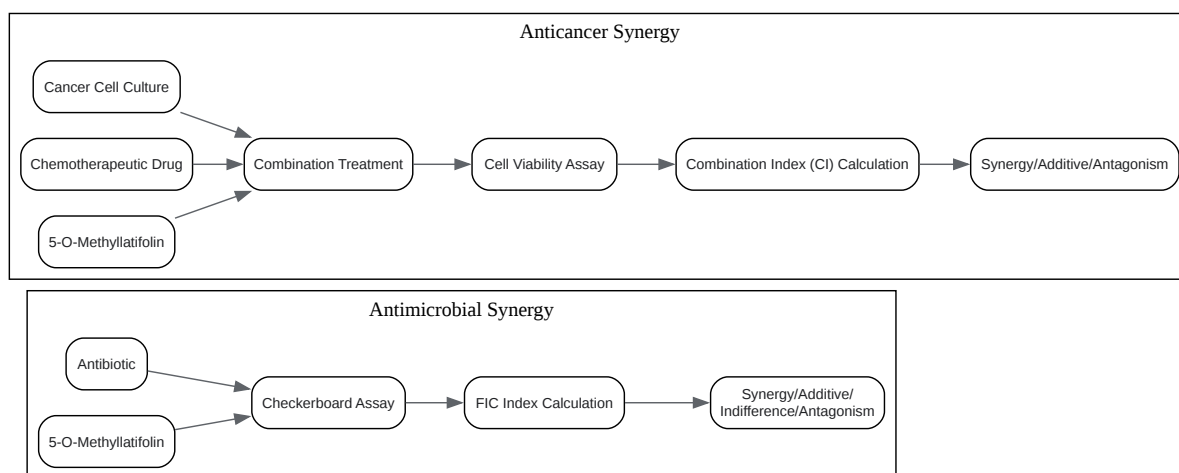 Anticancer Synergy
Cancer Cell Culture
Chemotherapeutic Drug
5-O-Methyllatifolin
Combination Treatment
Cell Viability Assay
Combination Index (CI) Calculation
Synergy/Additive/Antagonism
Antimicrobial Synergy
Antibiotic
5-O-Methyllatifolin
Checkerboard Assay
FIC Index Calculation
Synergy/Additive/
Indifference/Antagonism